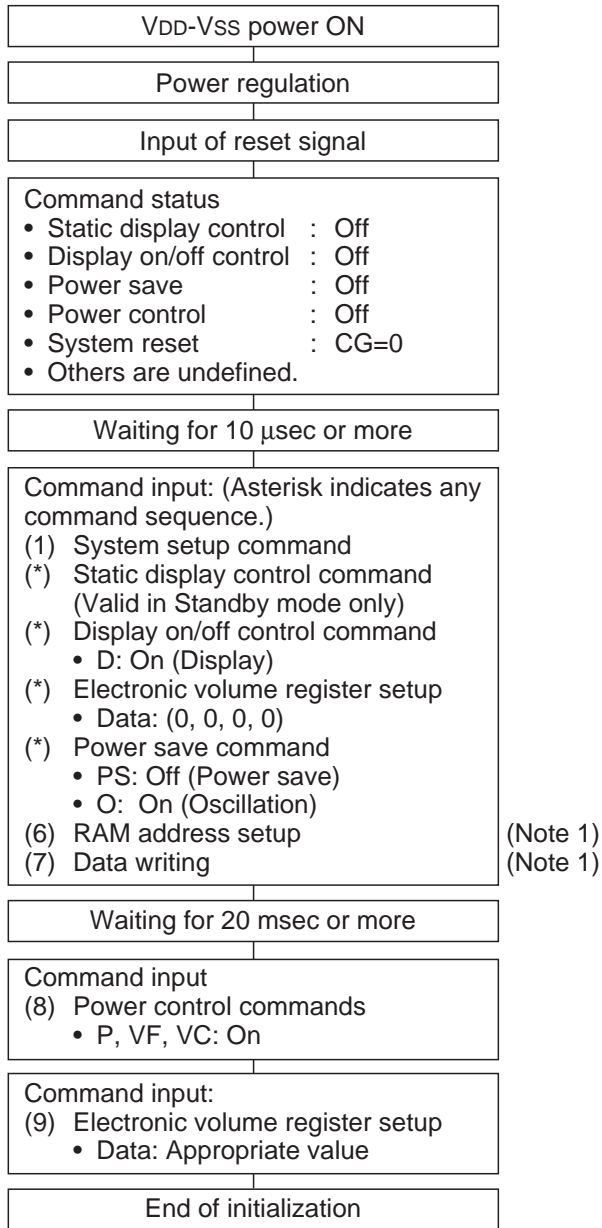 VDD-VSS power ON
Power regulation
Input of reset signal
Command status
• Static display control : Off
• Display on/off control : Off
• Power save : Off
• Power control : Off
• System reset : CG=0
• Others are undefined.
Waiting for 10 µsec or more
Command input: (Asterisk indicates any
command sequence.)
(1) System setup command
(*) Static display control command
(Valid in Standby mode only)
(*) Display on/off control command
• D: On (Display)
(*) Electronic volume register setup
• Data: (0, 0, 0, 0)
(*) Power save command
• PS: Off (Power save)
• O: On (Oscillation)
(6) RAM address setup (Note 1)
(7) Data writing (Note 1)
Waiting for 20 msec or more
Command input
(8) Power control commands
• P, VF, VC: On
Command input:
(9) Electronic volume register setup
• Data: Appropriate value
End of initialization